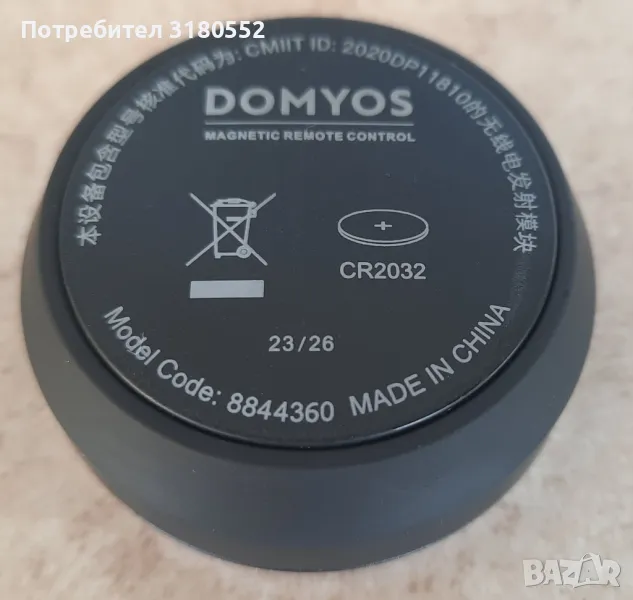 Потребител 3180552
本设备包含型号核准代码为: CMIIT ID: 2020DP11810的无线电发射模块
DOMYOS
MAGNETIC REMOTE CONTROL
+
CR2032
23/26
Model Code: 8844360 MADE IN CHINA
BAZAR